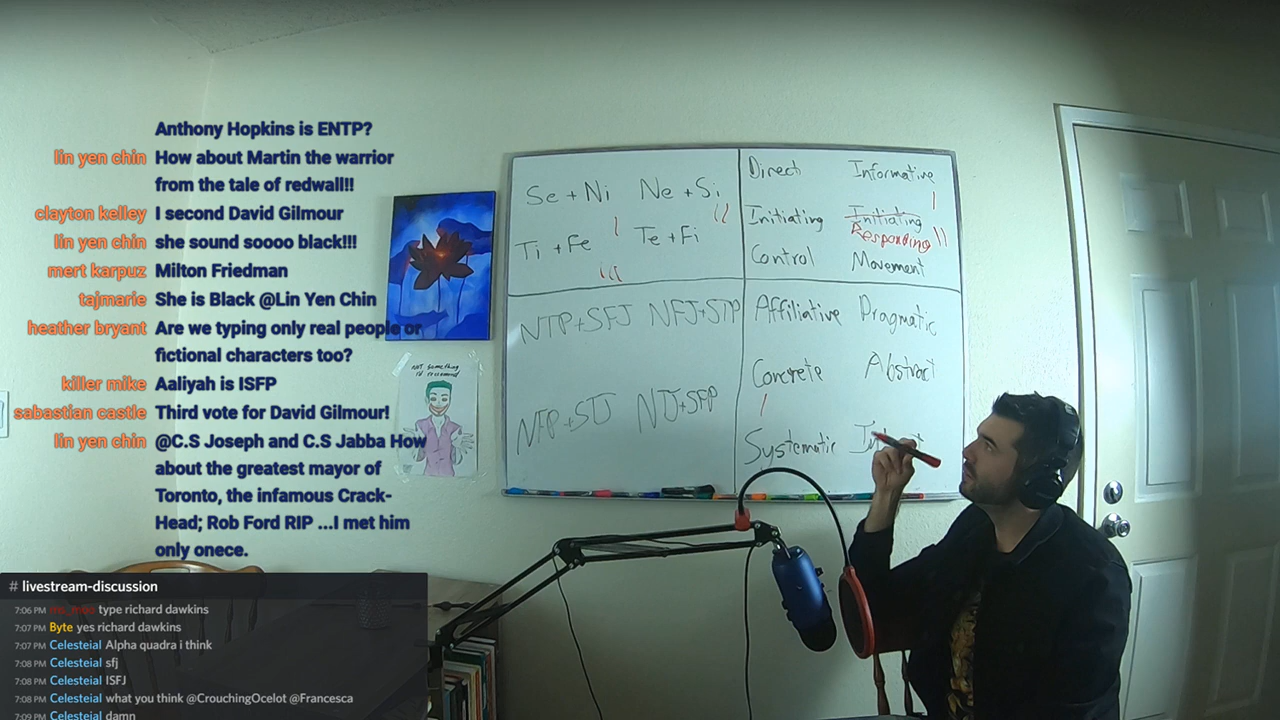 Anthony Hopkins is ENTP?
lin yen chin How about Martin the warrior
from the tale of redwall!!
clayton kelley I second David Gilmour
lin yen chin she sound soooo black!!!
mert karpuz Milton Friedman
tajmarie She is Black @Lin Yen Chin
heather bryant Are we typing only real people or
fictional characters too?
killer mike Aaliyah is ISFP
sabastian castle Third vote for David Gilmour!
lin yen chin @C.S Joseph and C.S Jabba How
about the greatest mayor of
Toronto, the infamous Crack-
Head; Rob Ford RIP ...I met him
only onece.
# livestream-discussion
7:06 PM type richard dawkins
7:07 PM Byte yes richard dawkins
7:07 PM Celesteial Alpha quadra i think
7:08 PM Celesteial sfj
7:08 PM Celesteial ISFJ
7:08 PM Celesteial what you think @CrouchingOcelot @Francesca
7:09 PM Celesteial damn
NOT something
I'd recommend
Se + Ni Ne + Si
Ti + Fe Te + Fi
NTP+SFJ NFJ+STP
NFP+STJ NTJ+SFP
Direct Informative
Initiating Initiating
Responding
Control Movement
Affiliative Pragmatic
Concrete Abstract
Systematic